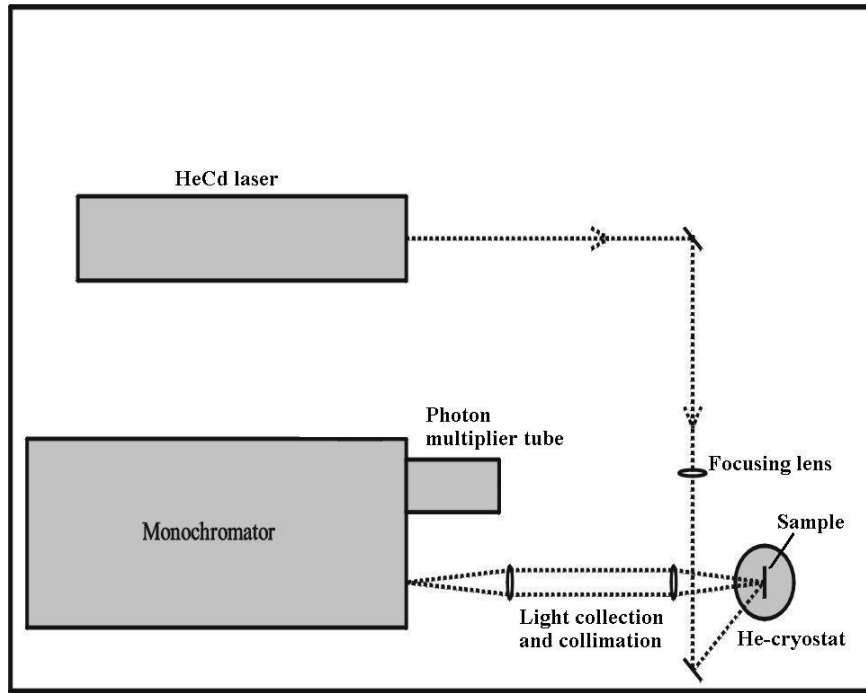 HeCd laser
Photon
multiplier tube
Focusing lens
Monochromator
Sample
Light collection
and collimation
He-cryostat